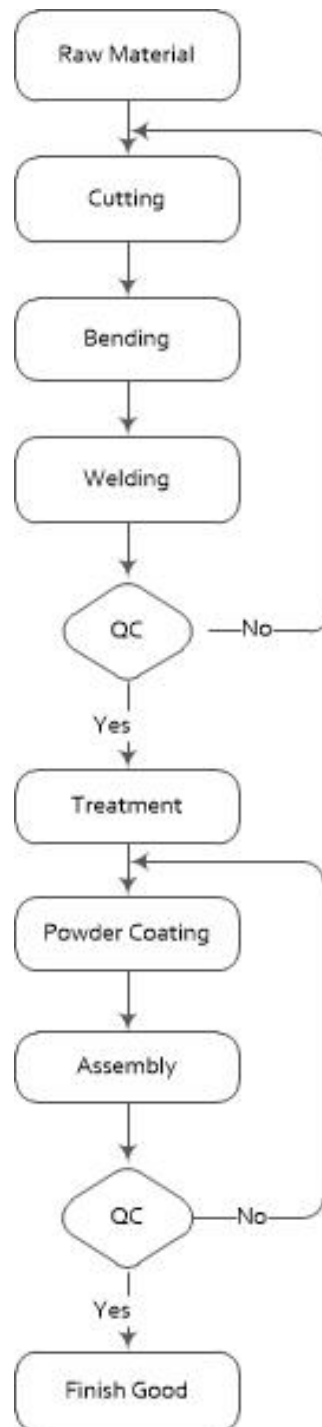 Raw Material
Cutting
Bending
Welding
QC
No
Yes
Treatment
Powder Coating
Assembly
QC
No
Yes
Finish Good